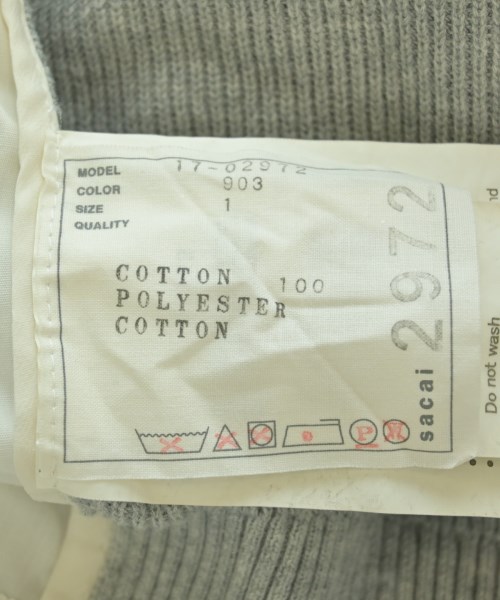 MODEL 17-02972
COLOR 903
SIZE 1
QUALITY
COTTON 100
POLYESTER
COTTON
P
sacai 2972
Do not wash